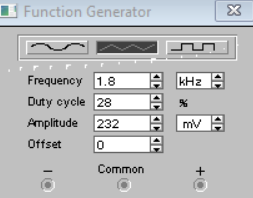 Function Generator
Frequency 1.8 kHz
Duty cycle 28 %
Amplitude 232 mV
Offset 0
− Common +